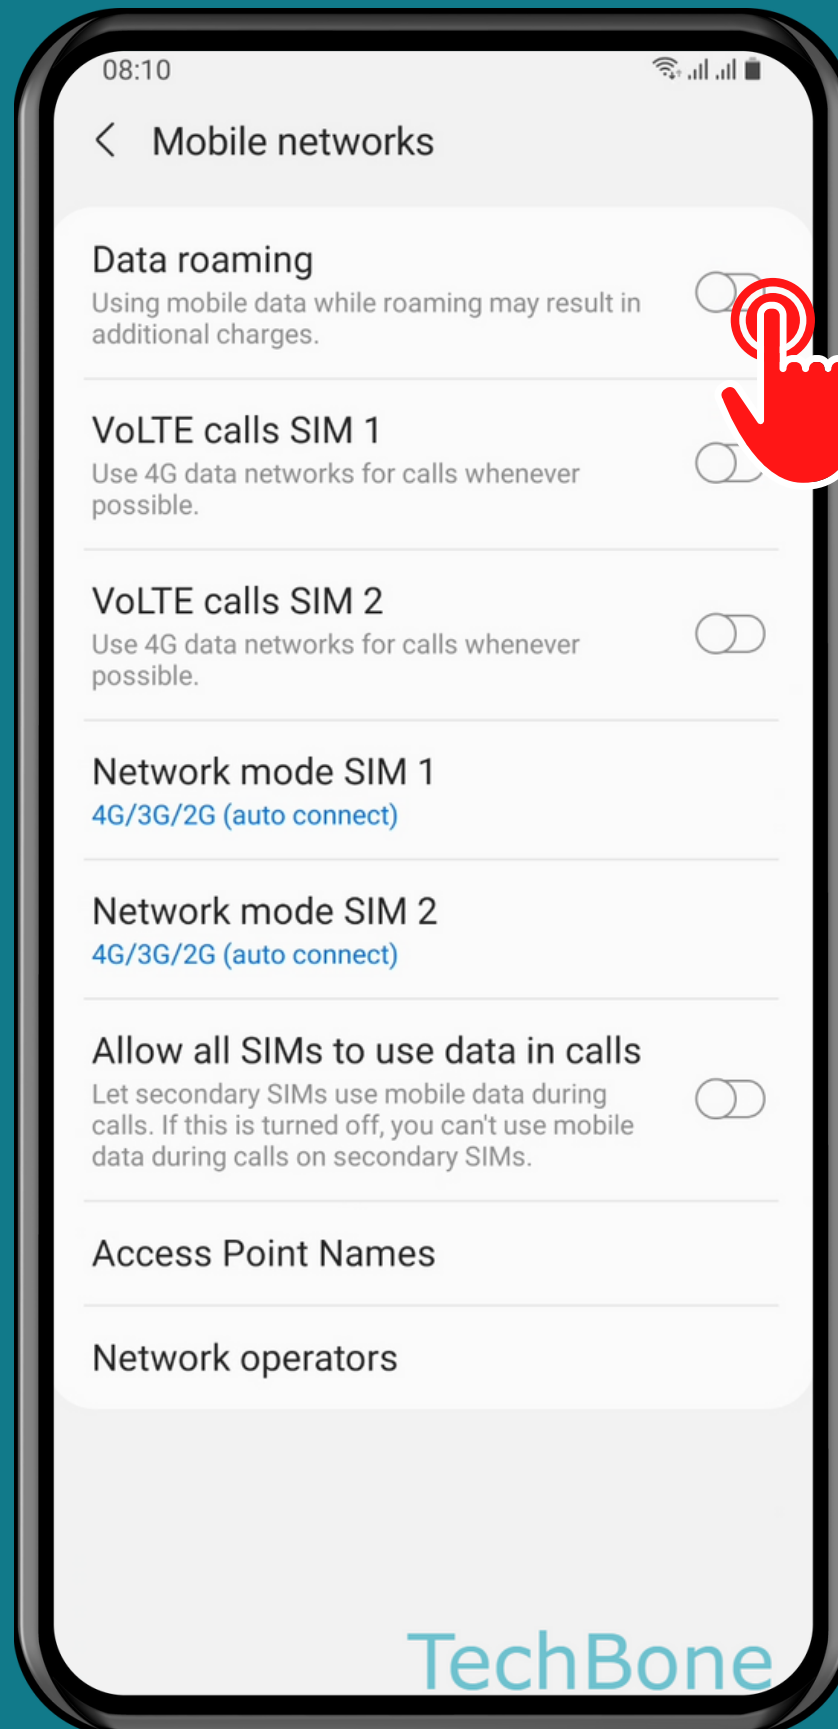 08:10
Mobile networks
Data roaming
Using mobile data while roaming may result in
additional charges.
VoLTE calls SIM 1
Use 4G data networks for calls whenever
possible.
VoLTE calls SIM 2
Use 4G data networks for calls whenever
possible.
Network mode SIM 1
4G/3G/2G (auto connect)
Network mode SIM 2
4G/3G/2G (auto connect)
Allow all SIMs to use data in calls
Let secondary SIMs use mobile data during
calls. If this is turned off, you can't use mobile
data during calls on secondary SIMs.
Access Point Names
Network operators
TechBone